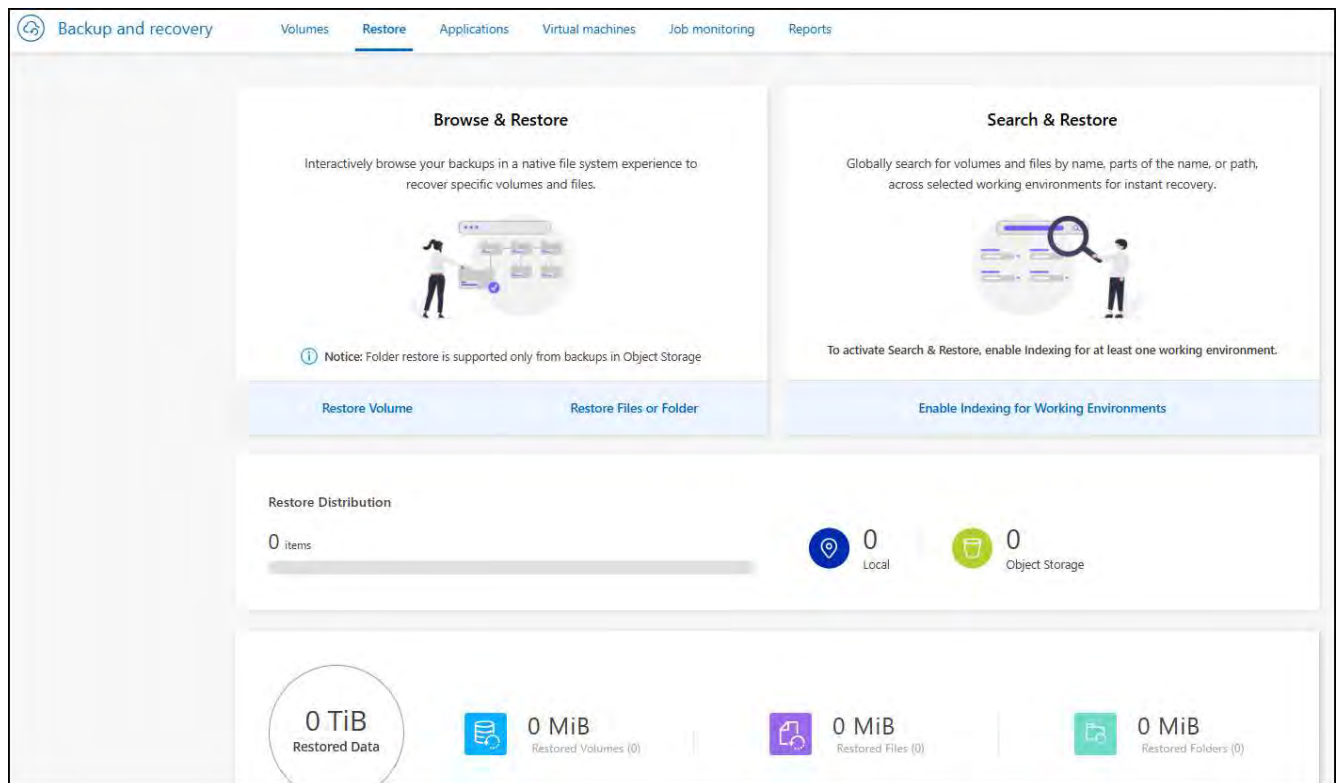 Backup and recovery
Volumes
Restore
Applications
Virtual machines
Job monitoring
Reports
Browse & Restore
Interactively browse your backups in a native file system experience to
recover specific volumes and files.
Notice: Folder restore is supported only from backups in Object Storage
Restore Volume
Restore Files or Folder
Search & Restore
Globally search for volumes and files by name, parts of the name, or path,
across selected working environments for instant recovery.
To activate Search & Restore, enable Indexing for at least one working environment.
Enable Indexing for Working Environments
Restore Distribution
0 items
0
Local
0
Object Storage
0 TiB
Restored Data
0 MiB
Restored Volumes (0)
0 MiB
Restored Files (0)
0 MiB
Restored Folders (0)